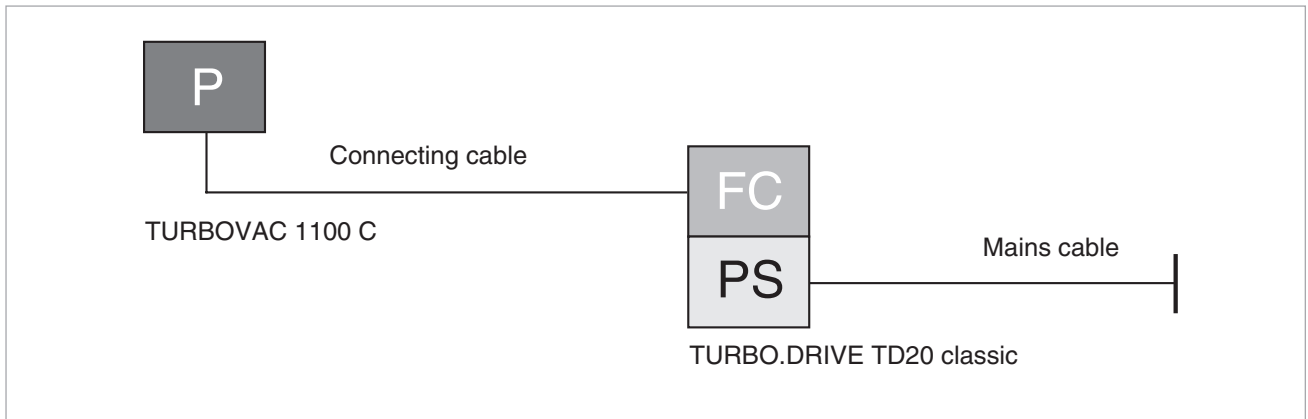 P
Connecting cable
FC
TURBOVAC 1100 C
Mains cable
PS
TURBO.DRIVE TD20 classic